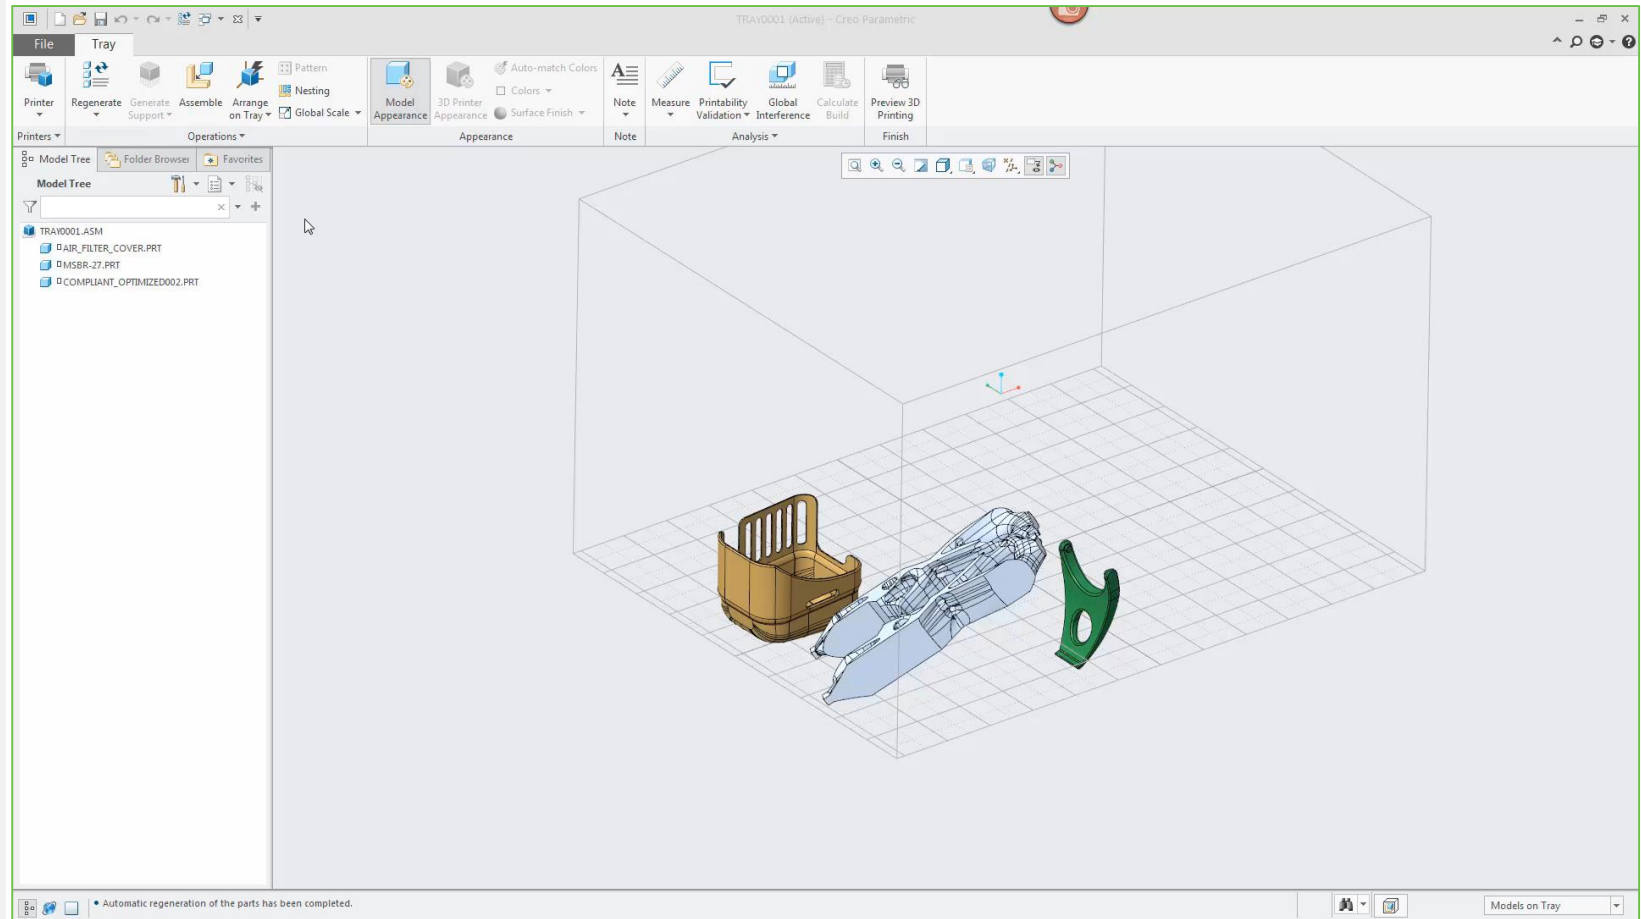 TRAY0001 (Active) - Creo Parametric
File
Tray
Printer
Regenerate
Generate
Support
Assemble
Arrange
on Tray
Pattern
Nesting
Global Scale
Model
Appearance
3D Printer
Appearance
Auto-match Colors
Colors
Surface Finish
Note
Measure
Printability
Validation
Global
Interference
Calculate
Build
Preview 3D
Printing
Printers
Operations
Appearance
Note
Analysis
Finish
Model Tree
Folder Browser
Favorites
Model Tree
TRAY0001.ASM
AIR_FILTER_COVER.PRT
MSBR-27.PRT
COMPLIANT_OPTIMIZED002.PRT
• Automatic regeneration of the parts has been completed.
Models on Tray